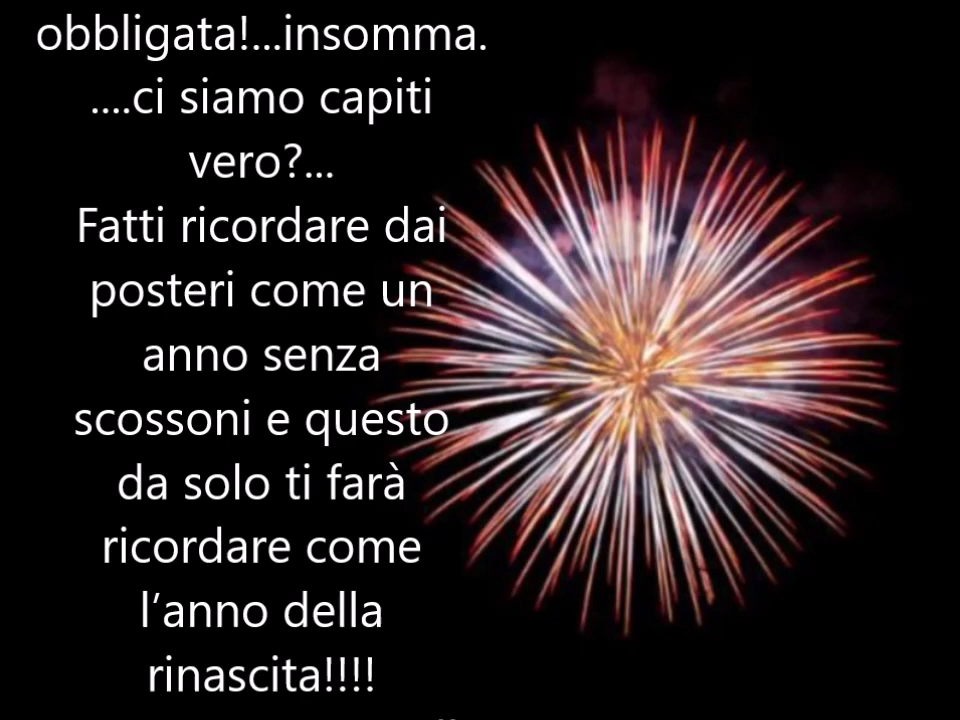 obbligata!...insomma.
....ci siamo capiti
vero?...
Fatti ricordare dai
posteri come un
anno senza
scossoni e questo
da solo ti farà
ricordare come
l’anno della
rinascita!!!!